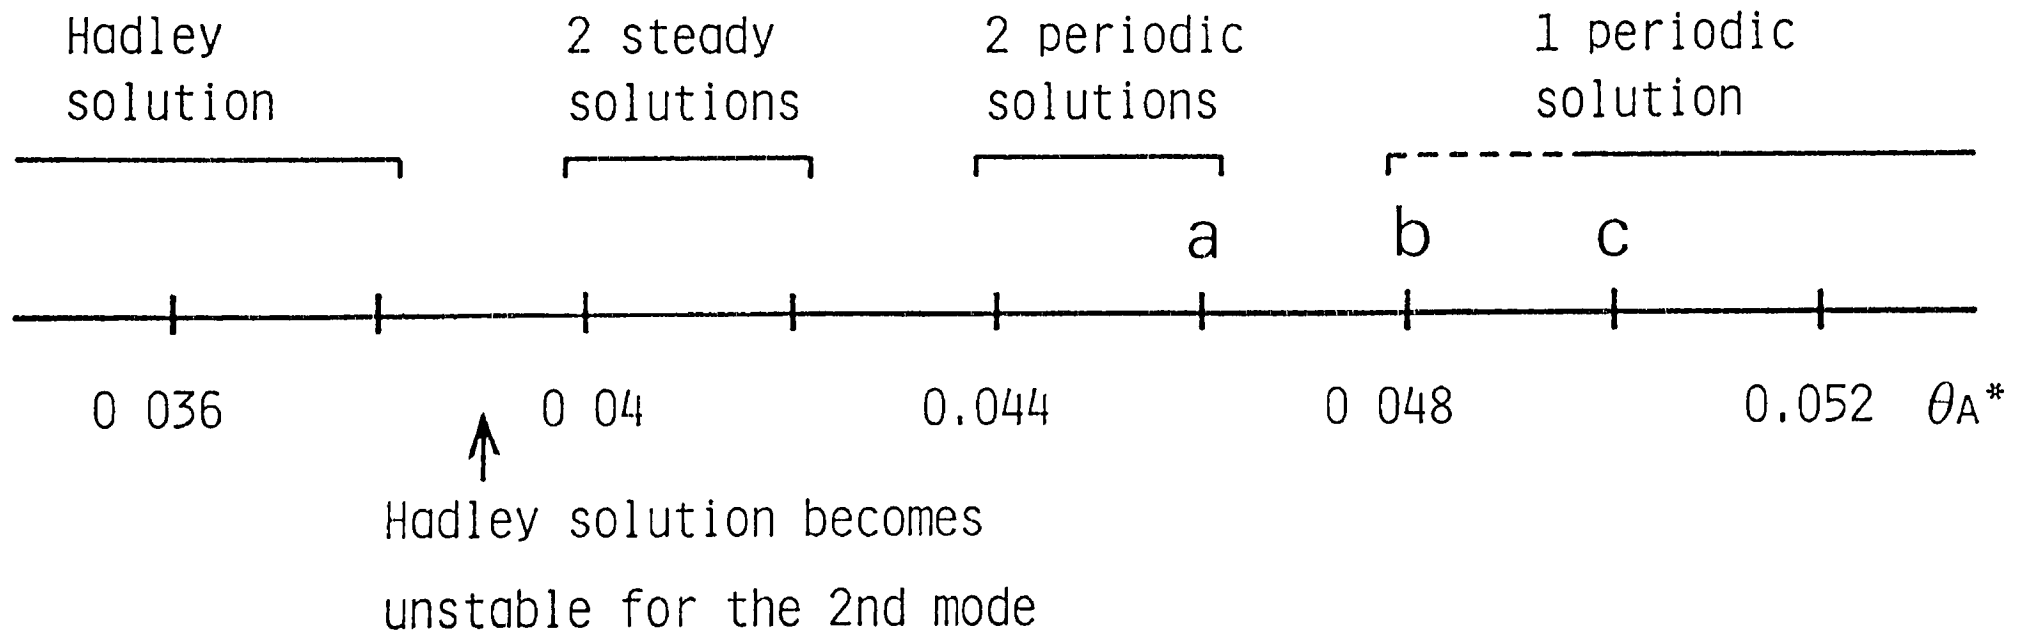 Hadley
solution
2 steady
solutions
2 periodic
solutions
1 periodic
solution
a b c
0 036 0 04 0.044 0 048 0.052 θA*
Hadley solution becomes
unstable for the 2nd mode